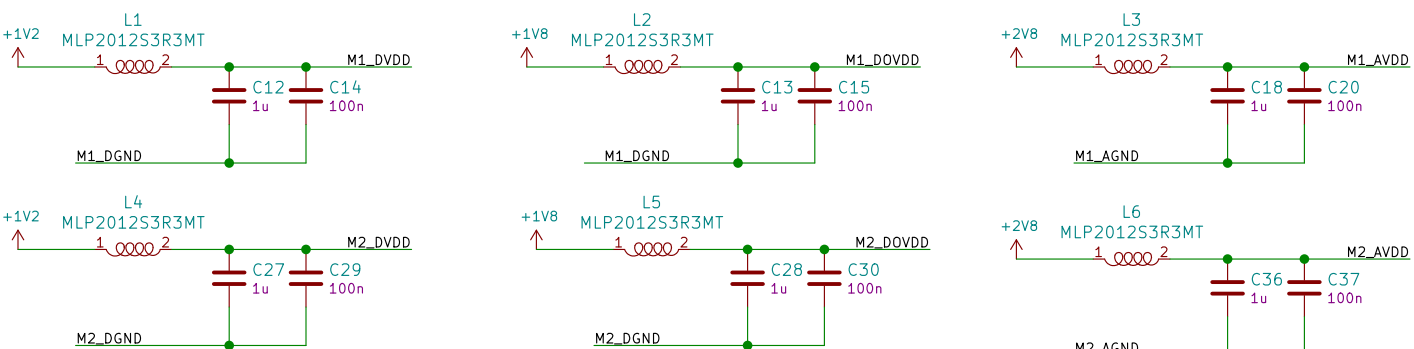 L1
+1V2
MLP2012S3R3MT
1 2
M1_DVDD
C12
1u
C14
100n
M1_DGND
L2
+1V8
MLP2012S3R3MT
1 2
M1_DOVDD
C13
1u
C15
100n
M1_DGND
L3
+2V8
MLP2012S3R3MT
1 2
M1_AVDD
C18
1u
C20
100n
M1_AGND
L4
+1V2
MLP2012S3R3MT
1 2
M2_DVDD
C27
1u
C29
100n
M2_DGND
L5
+1V8
MLP2012S3R3MT
1 2
M2_DOVDD
C28
1u
C30
100n
M2_DGND
L6
+2V8
MLP2012S3R3MT
1 2
M2_AVDD
C36
1u
C37
100n
M2_AGND